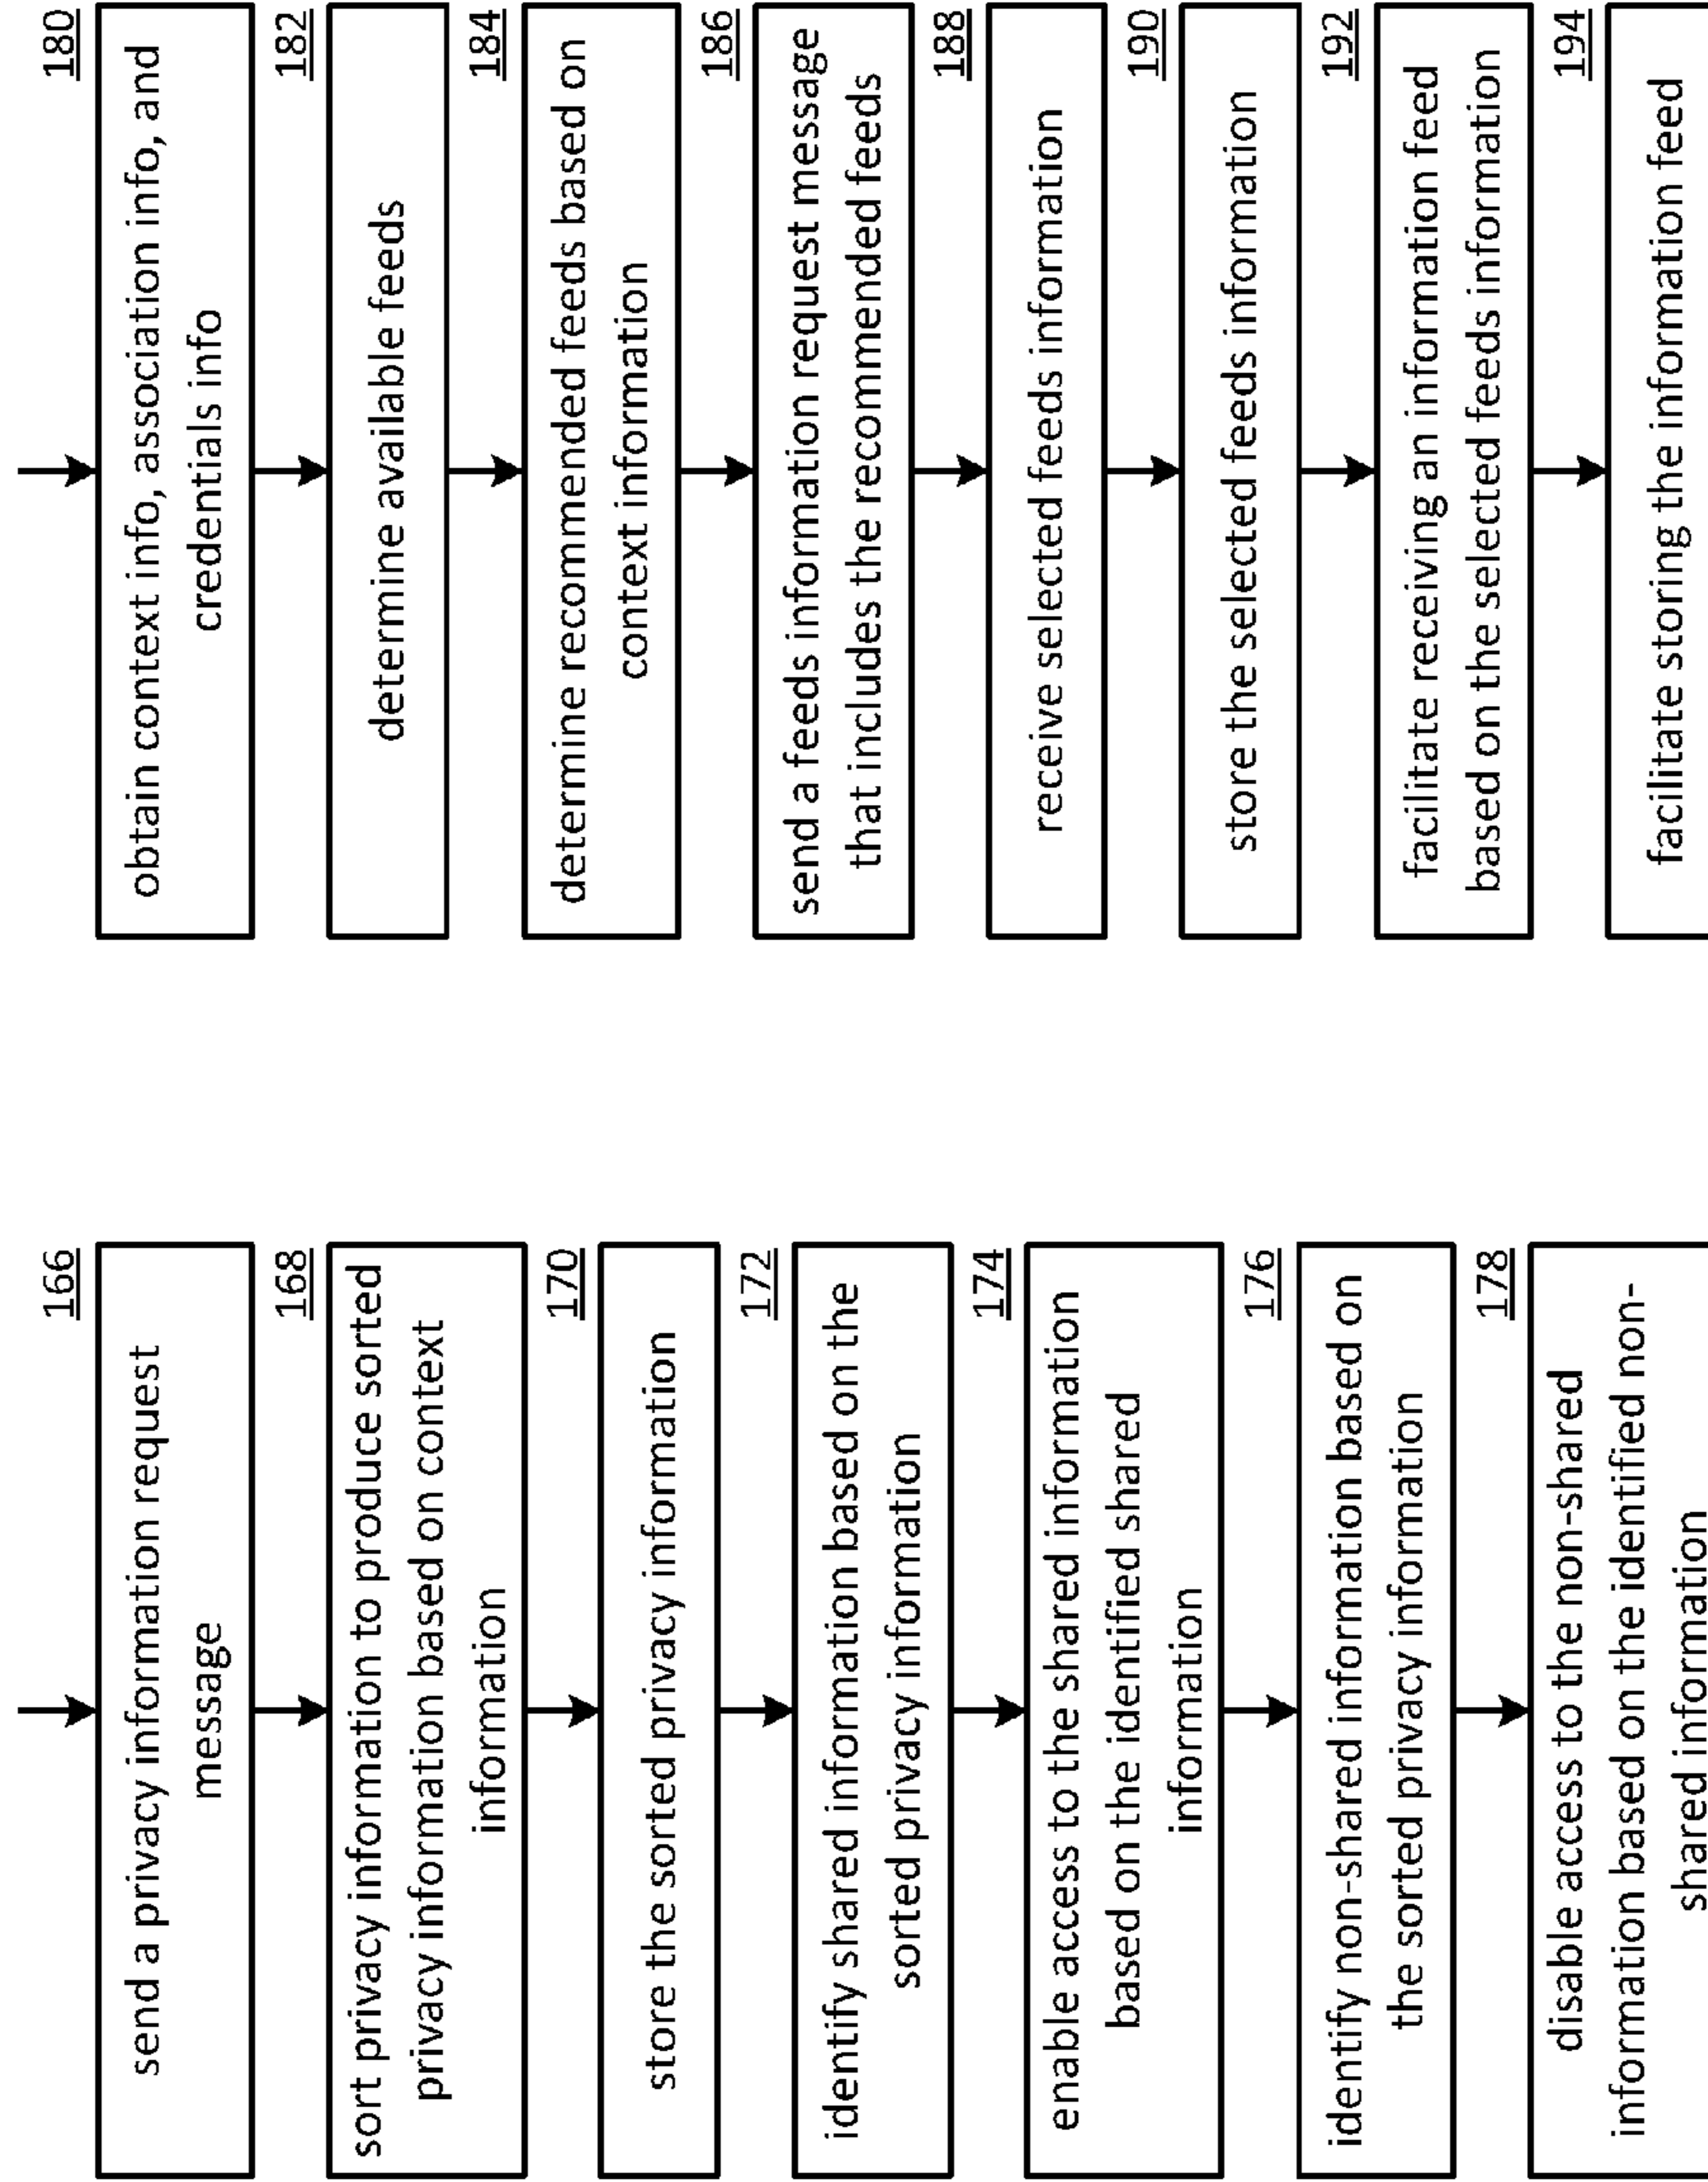 166
send a privacy information request
message
168
sort privacy information to produce sorted
privacy information based on context
information
170
store the sorted privacy information
172
identify shared information based on the
sorted privacy information
174
enable access to the shared information
based on the identified shared
information
176
identify non-shared information based on
the sorted privacy information
178
disable access to the non-shared
information based on the identified non-
shared information
180
obtain context info, association info, and
credentials info
182
determine available feeds
184
determine recommended feeds based on
context information
186
send a feeds information request message
that includes the recommended feeds
188
receive selected feeds information
190
store the selected feeds information
192
facilitate receiving an information feed
based on the selected feeds information
194
facilitate storing the information feed